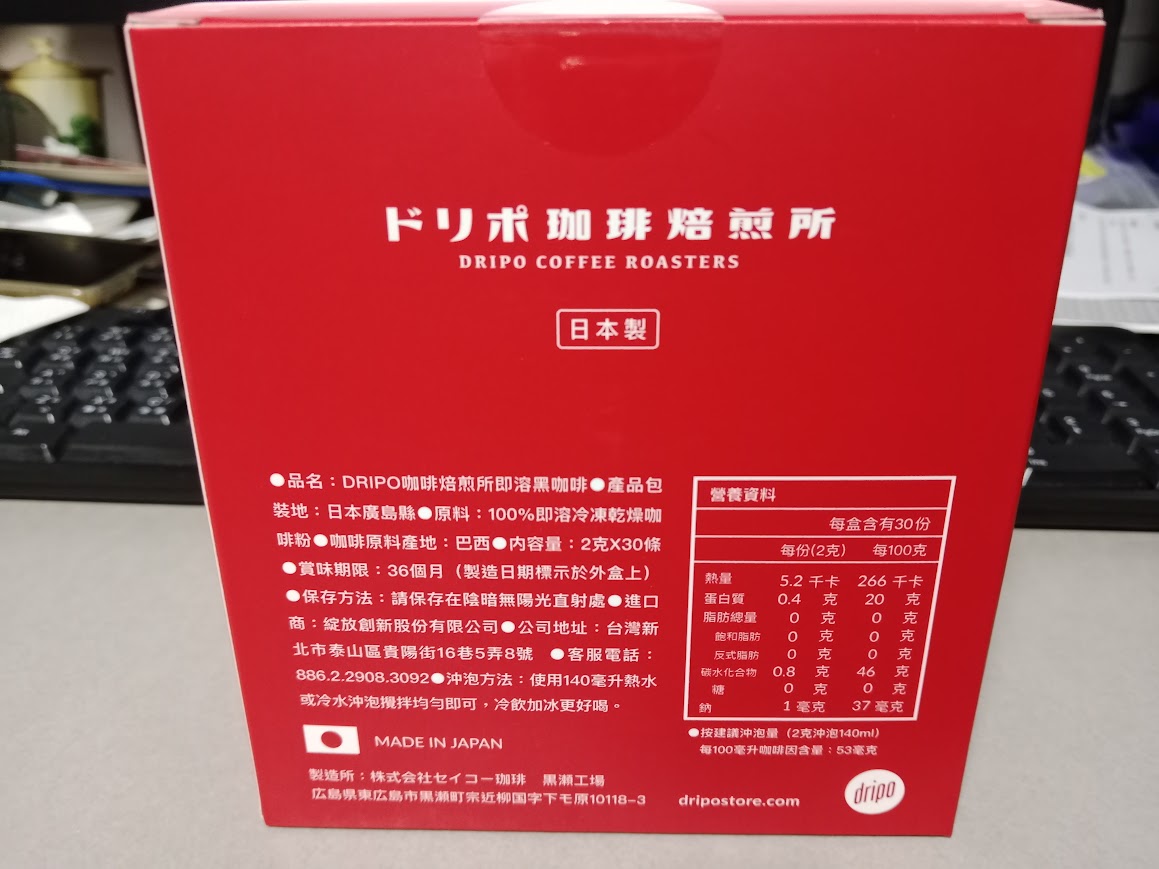 ドリポ珈琲焙煎所
DRIPO COFFEE ROASTERS
日本製
●品名：DRIPO咖啡焙煎所即溶黑咖啡●產品包
裝地：日本廣島縣●原料：100%即溶冷凍乾燥咖
啡粉●咖啡原料產地：巴西●內容量：2克X30條
●賞味期限：36個月（製造日期標示於外盒上）
●保存方法：請保存在陰暗無陽光直射處●進口
商：綻放創新股份有限公司●公司地址：台灣新
北市泰山區貴陽街16巷5弄8號 ●客服電話：
886.2.2908.3092●沖泡方法：使用140毫升熱水
或冷水沖泡攪拌均勻即可，冷飲加冰更好喝。
MADE IN JAPAN
製造所：株式会社セイコー珈琲 黒瀬工場
広島県東広島市黒瀬町宗近柳国字下モ原10118-3
營養資料
每盒含有30份
每份(2克) 每100克
熱量 5.2 千卡 266 千卡
蛋白質 0.4 克 20 克
脂肪總量 0 克 0 克
飽和脂肪 0 克 0 克
反式脂肪 0 克 0 克
碳水化合物 0.8 克 46 克
糖 0 克 0 克
鈉 1 毫克 37 毫克
●按建議沖泡量（2克沖泡140ml）
每100毫升咖啡因含量：53毫克
dripostore.com
dripo